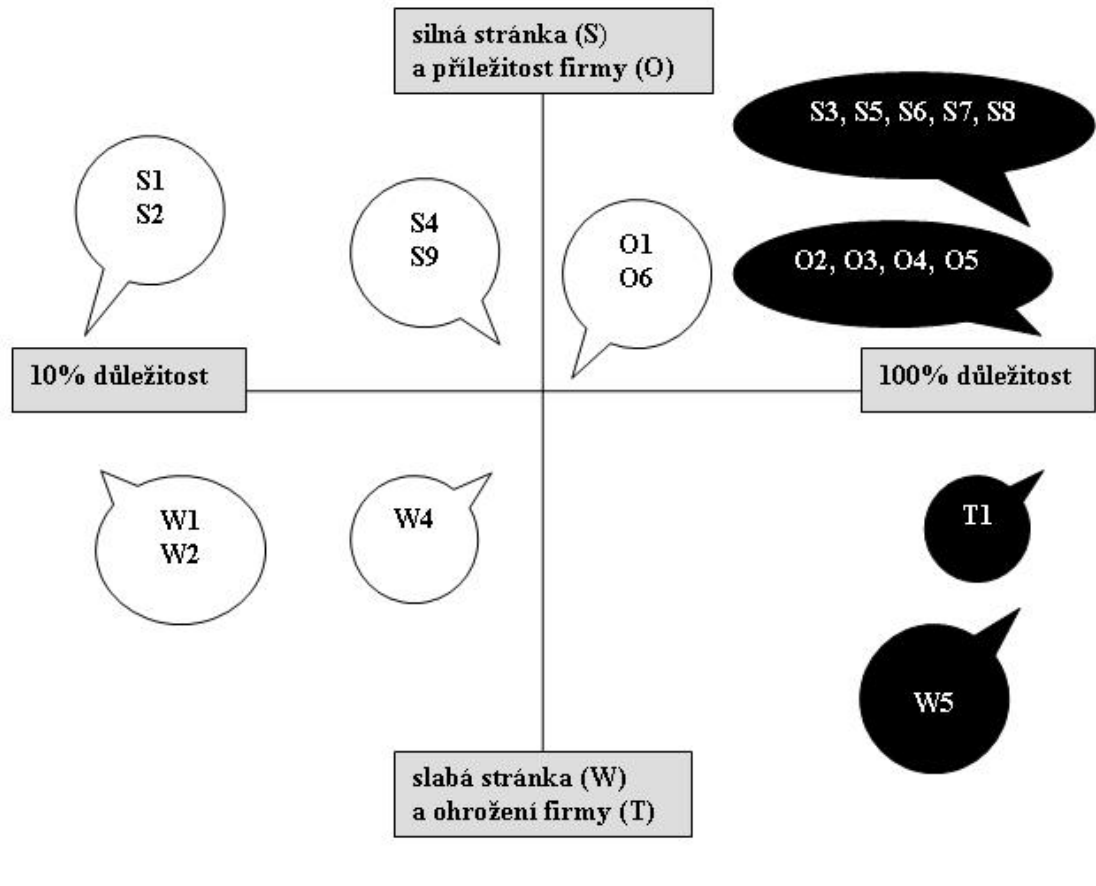 silná stránka (S)
a příležitost firmy (O)
S3, S5, S6, S7, S8
S1
S2
S4
S9
O1
O6
O2, O3, O4, O5
10% důležitost
100% důležitost
W1
W2
W4
T1
W5
slabá stránka (W)
a ohrožení firmy (T)